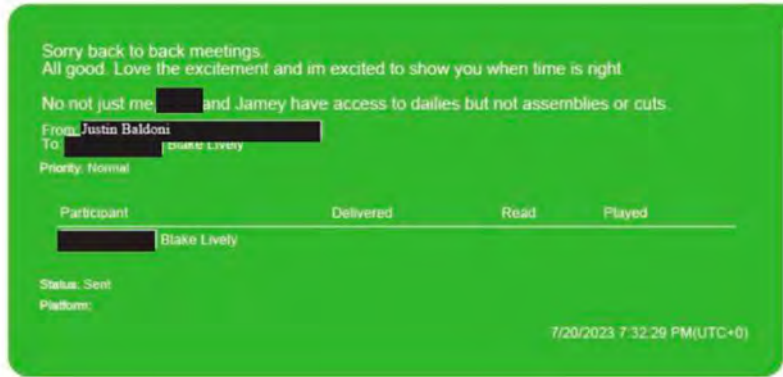 Sorry back to back meetings.
All good. Love the excitement and im excited to show you when time is right
No not just me and Jamey have access to dailies but not assemblies or cuts.
From: Justin Baldoni
To: Blake Lively
Priority: Normal
Participant Delivered Read Played
Blake Lively
Status: Sent
Platform:
7/20/2023 7:32:29 PM(UTC+0)